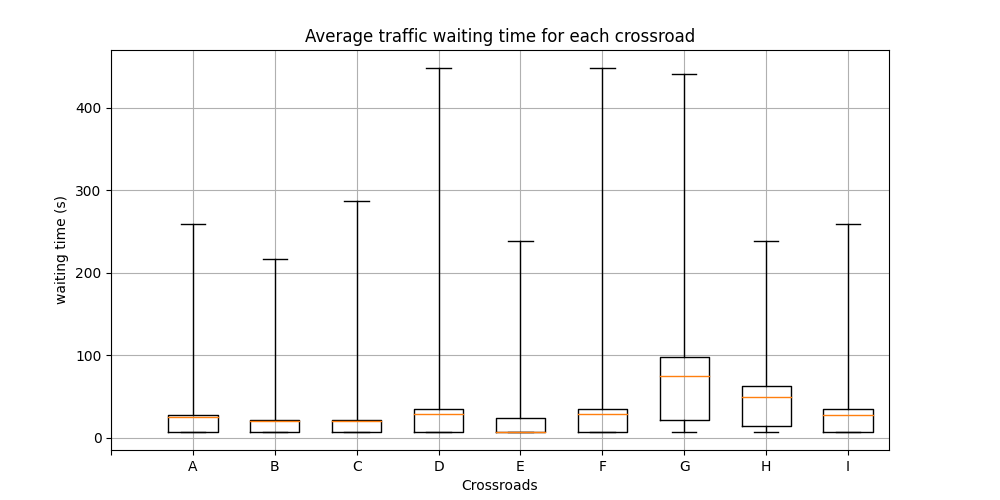 Average traffic waiting time for each crossroad
400
300
200
100
0
waiting time (s)
A B C D E F G H I
Crossroads